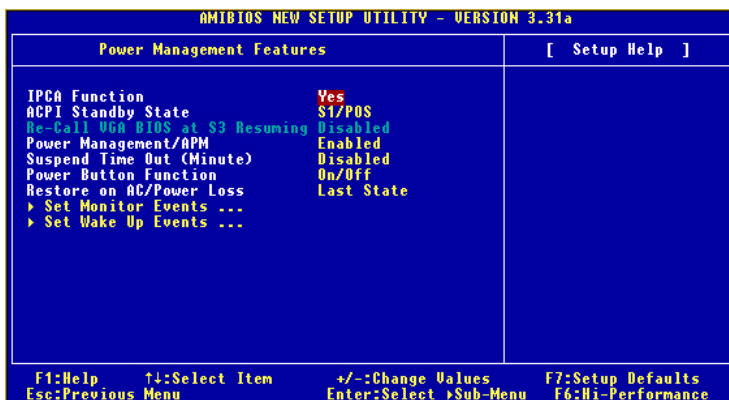 AMIBIOS NEW SETUP UTILITY - VERSION 3.31a
Power Management Features
[ Setup Help ]
IPCA Function Yes
ACPI Standby State S1/POS
Re-Call VGA BIOS at S3 Resuming Disabled
Power Management/APM Enabled
Suspend Time Out (Minute) Disabled
Power Button Function On/Off
Restore on AC/Power Loss Last State
▸ Set Monitor Events ...
▸ Set Wake Up Events ...
F1:Help ↑↓:Select Item +/-:Change Values F7:Setup Defaults
Esc:Previous Menu Enter:Select ▸Sub-Menu F6:Hi-Performance